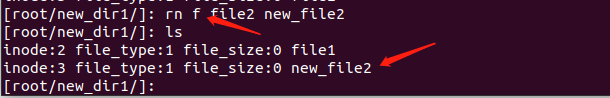 [root/new_dir1/]: rn f file2 new_file2
[root/new_dir1/]: ls
inode:2 file_type:1 file_size:0 file1
inode:3 file_type:1 file_size:0 new_file2
[root/new_dir1/]: